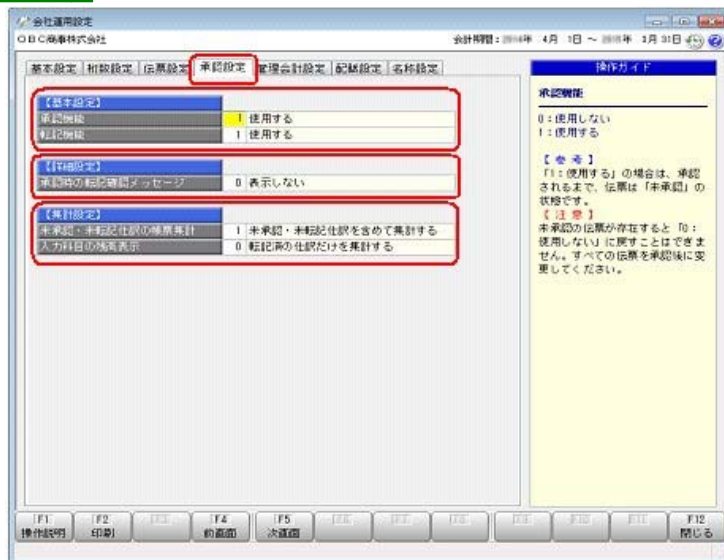 会社運用設定
OBC商事株式会社
会計期間：年 4月 1日 ～ 年 3月 31日
基本設定 桁数設定 伝票設定 承認設定 管理会計設定 配賦設定 名称設定
【基本設定】
承認機能 1 使用する
転記機能 1 使用する
【詳細設定】
承認時の転記確認メッセージ 0 表示しない
【集計設定】
未承認・未転記仕訳の帳票集計 1 未承認・未転記仕訳を含めて集計する
入力科目の残高表示 0 転記済の仕訳だけを集計する
操作ガイド
承認機能
0：使用しない
1：使用する
【参考】
「1：使用する」の場合は、承認
されるまで、伝票は「未承認」の
状態です。
【注意】
未承認の伝票が存在すると「0：
使用しない」に戻すことはできま
せん。すべての伝票を承認後に変
更してください。
F1 F2 F4 F5 F12
操作説明 印刷 前画面 次画面 閉じる